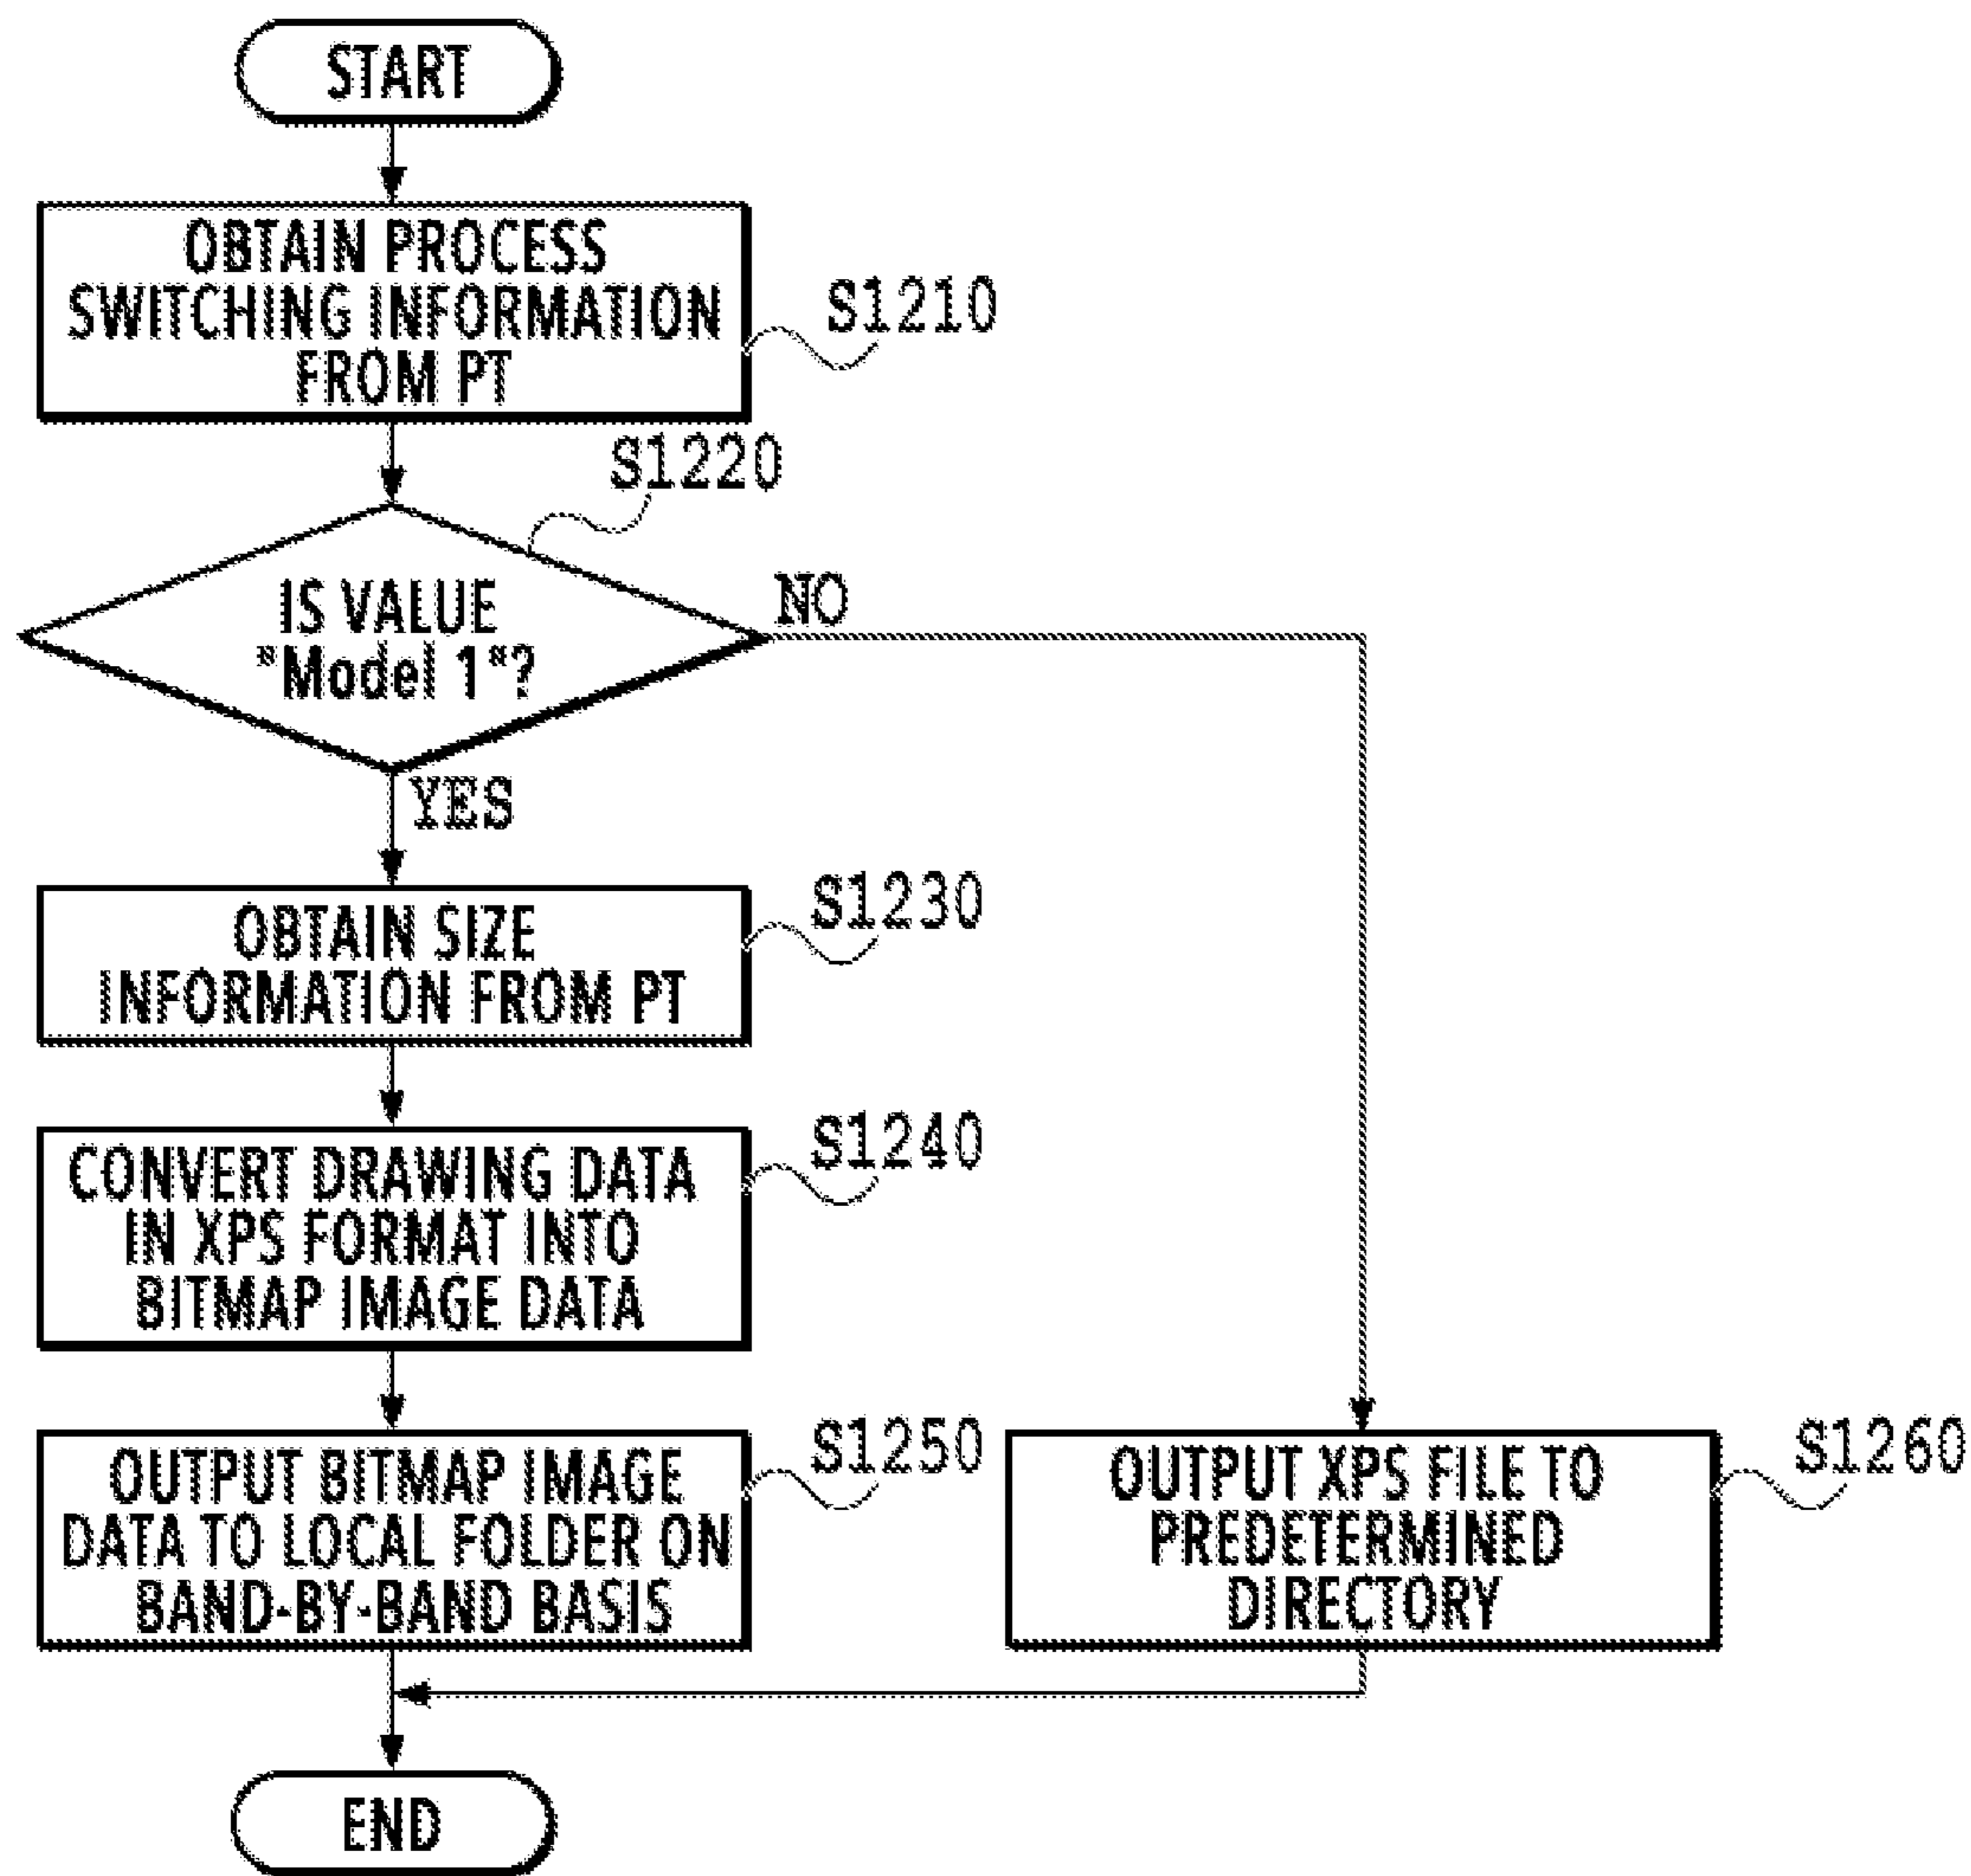 START
OBTAIN PROCESS
SWITCHING INFORMATION
FROM PT
S1210
S1220
IS VALUE
"Model 1"?
NO
YES
OBTAIN SIZE
INFORMATION FROM PT
S1230
CONVERT DRAWING DATA
IN XPS FORMAT INTO
BITMAP IMAGE DATA
S1240
OUTPUT BITMAP IMAGE
DATA TO LOCAL FOLDER ON
BAND-BY-BAND BASIS
S1250
OUTPUT XPS FILE TO
PREDETERMINED
DIRECTORY
S1260
END